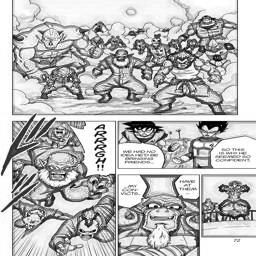 SO THIS
IS WHY HE
SEEMED SO
CONFIDENT.
WE HAD NO
IDEA HE'D BE
BRINGING
FRIENDS...
ARRRGH!!
HAVE
AT
THEM,
MY
CON-
VICTS...
72